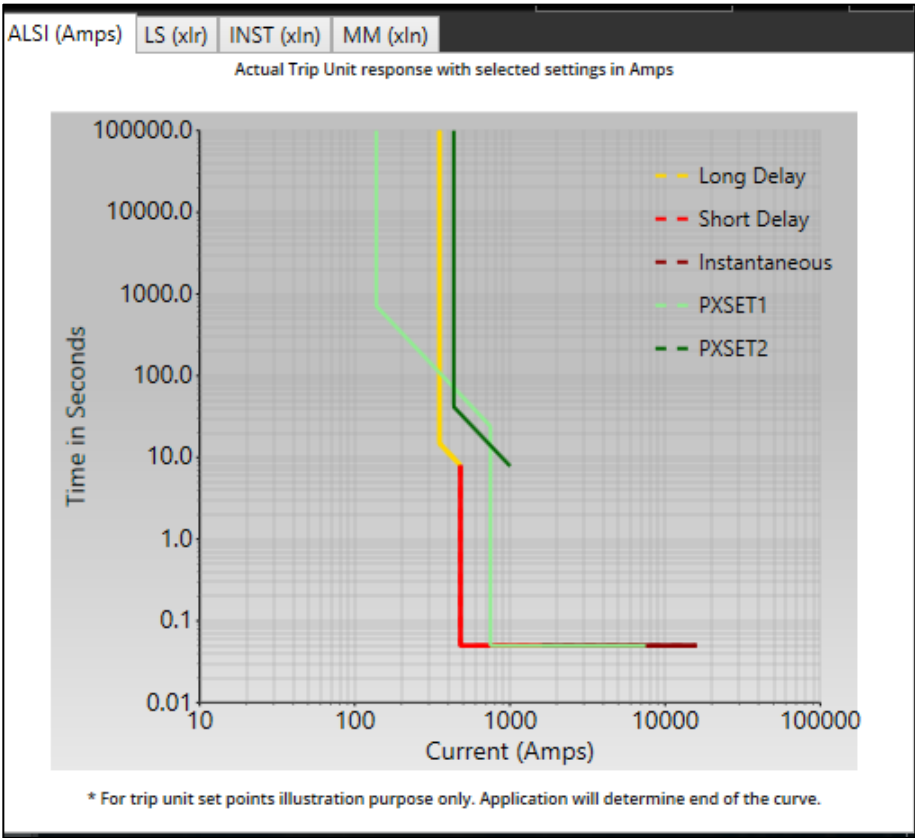 ALSI (Amps) LS (xIr) INST (xIn) MM (xIn)
Actual Trip Unit response with selected settings in Amps
100000.0
10000.0
1000.0
100.0
10.0
1.0
0.1
0.01
Time in Seconds
Long Delay
Short Delay
Instantaneous
PXSET1
PXSET2
10 100 1000 10000 100000
Current (Amps)
* For trip unit set points illustration purpose only. Application will determine end of the curve.